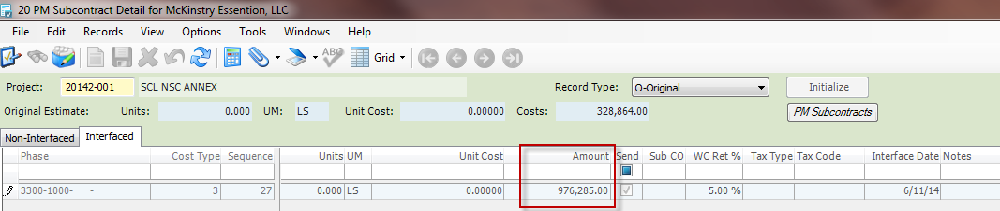 20 PM Subcontract Detail for McKinstry Essention, LLC
File Edit Records View Options Tools Windows Help
ABC Grid
Project: 20142-001 SCL NSC ANNEX Record Type: O-Original Initialize
Original Estimate: Units: 0.000 UM: LS Unit Cost: 0.00000 Costs: 328,864.00 PM Subcontracts
Non-Interfaced Interfaced
Phase Cost Type Sequence Units UM Unit Cost Amount Send Sub CO WC Ret % Tax Type Tax Code Interface Date Notes
3300-1000- - 3 27 0.000 LS 0.00000 976,285.00 5.00 % 6/11/14